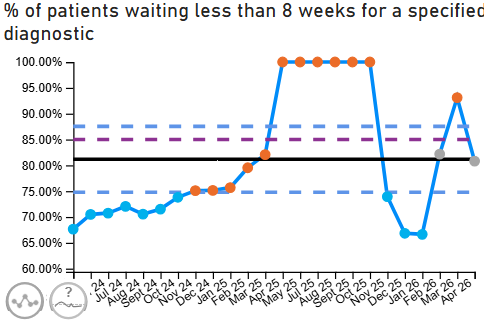 % of patients waiting less than 8 weeks for a specified
diagnostic
100.00%
95.00%
90.00%
85.00%
80.00%
75.00%
70.00%
65.00%
60.00%
24
Jul 24
Aug 24
Sept 24
Oct 24
Nov 24
Dec 24
Jan 25
Feb 25
Mar 25
Apr 25
May 25
Jun 25
Jul 25
Aug 25
Sept 25
Oct 25
Nov 25
Dec 25
Jan 26
Feb 26
Mar 26
Apr 26
?